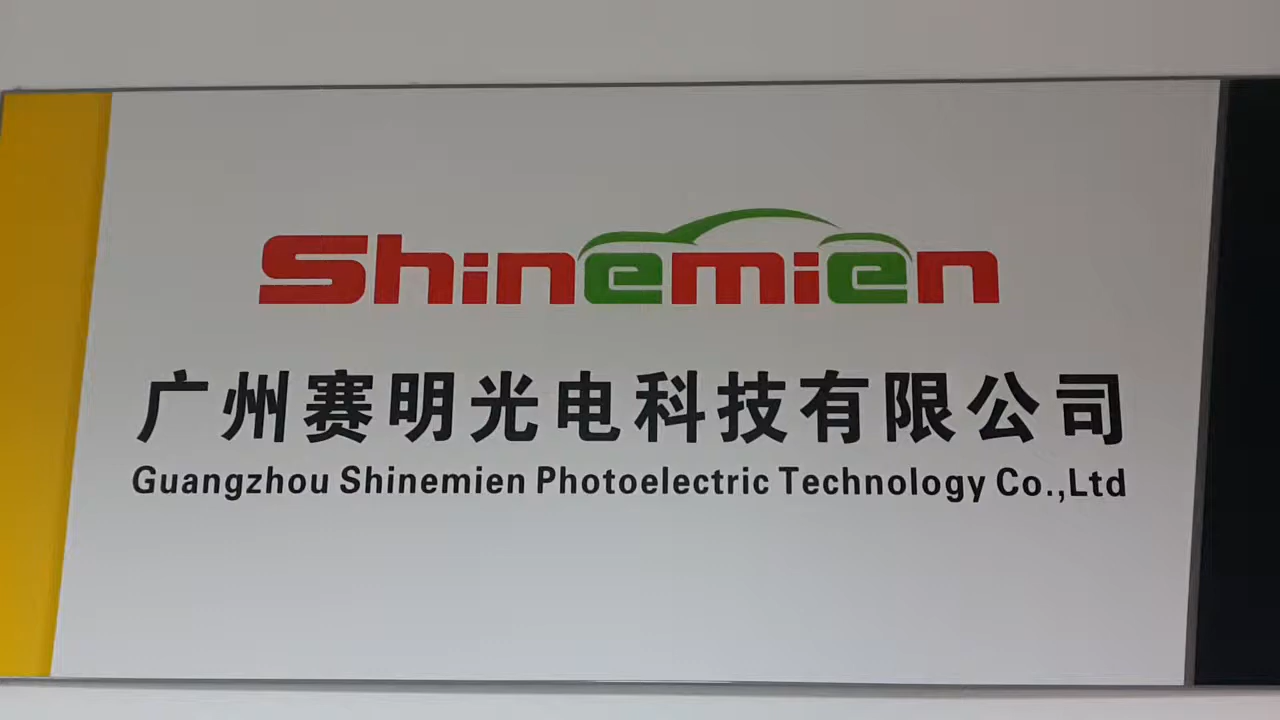 Shinemien
广州赛明光电科技有限公司
Guangzhou Shinemien Photoelectric Technology Co.,Ltd